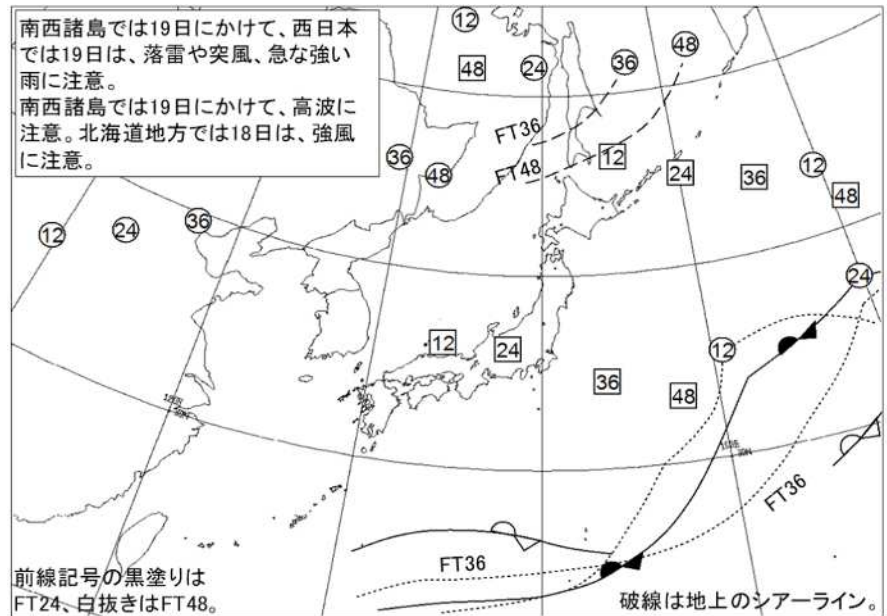 南西諸島では19日にかけて、西日本
では19日は、落雷や突風、急な強い
雨に注意。
南西諸島では19日にかけて、高波に
注意。北海道地方では18日は、強風
に注意。
12
48
24
36
48
FT36
FT48
36
48
12
24
36
12
48
12
24
36
24
12
24
12
36
48
FT36
FT36
前線記号の黒塗りは
FT24、白抜きはFT48。
破線は地上のシアーライン。